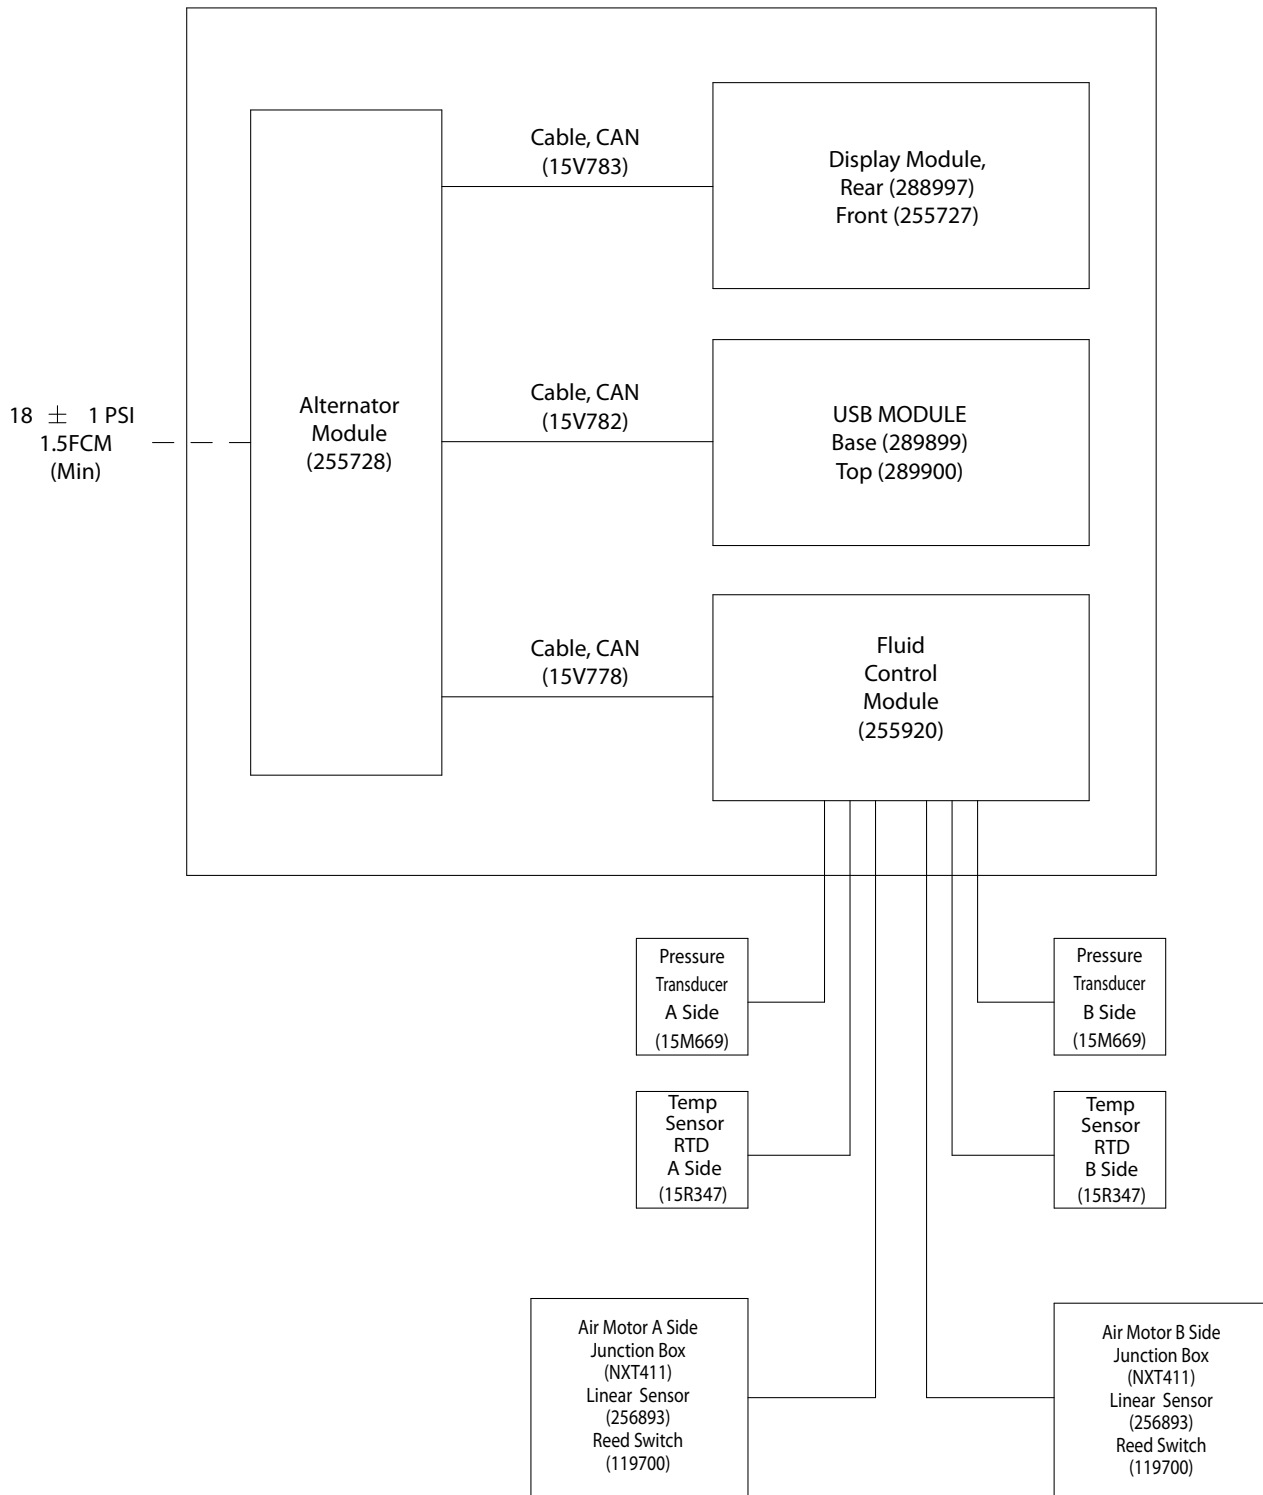 Cable, CAN
(15V783)
Display Module,
Rear (288997)
Front (255727)
18 ± 1 PSI
1.5FCM
(Min)
Alternator
Module
(255728)
Cable, CAN
(15V782)
USB MODULE
Base (289899)
Top (289900)
Cable, CAN
(15V778)
Fluid
Control
Module
(255920)
Pressure
Transducer
A Side
(15M669)
Pressure
Transducer
B Side
(15M669)
Temp
Sensor
RTD
A Side
(15R347)
Temp
Sensor
RTD
B Side
(15R347)
Air Motor A Side
Junction Box
(NXT411)
Linear Sensor
(256893)
Reed Switch
(119700)
Air Motor B Side
Junction Box
(NXT411)
Linear Sensor
(256893)
Reed Switch
(119700)